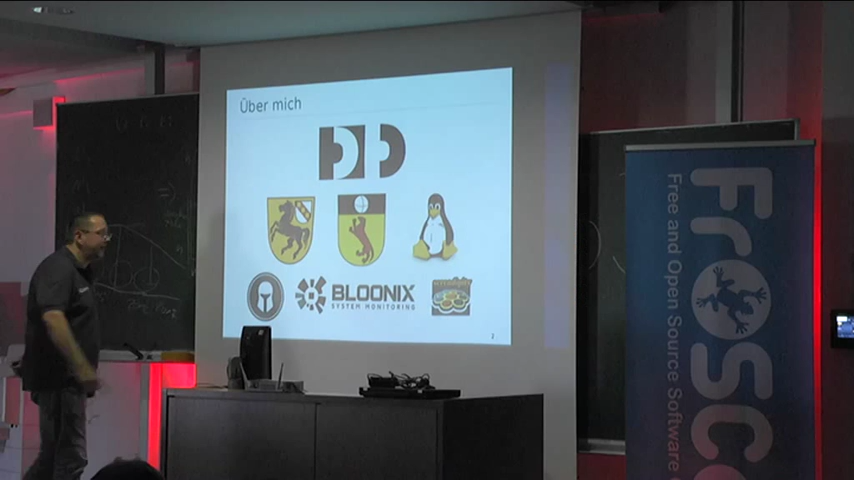 Über mich
BLOONIX
SYSTEM MONITORING
2
FrOSCo
Free and Open Source Software